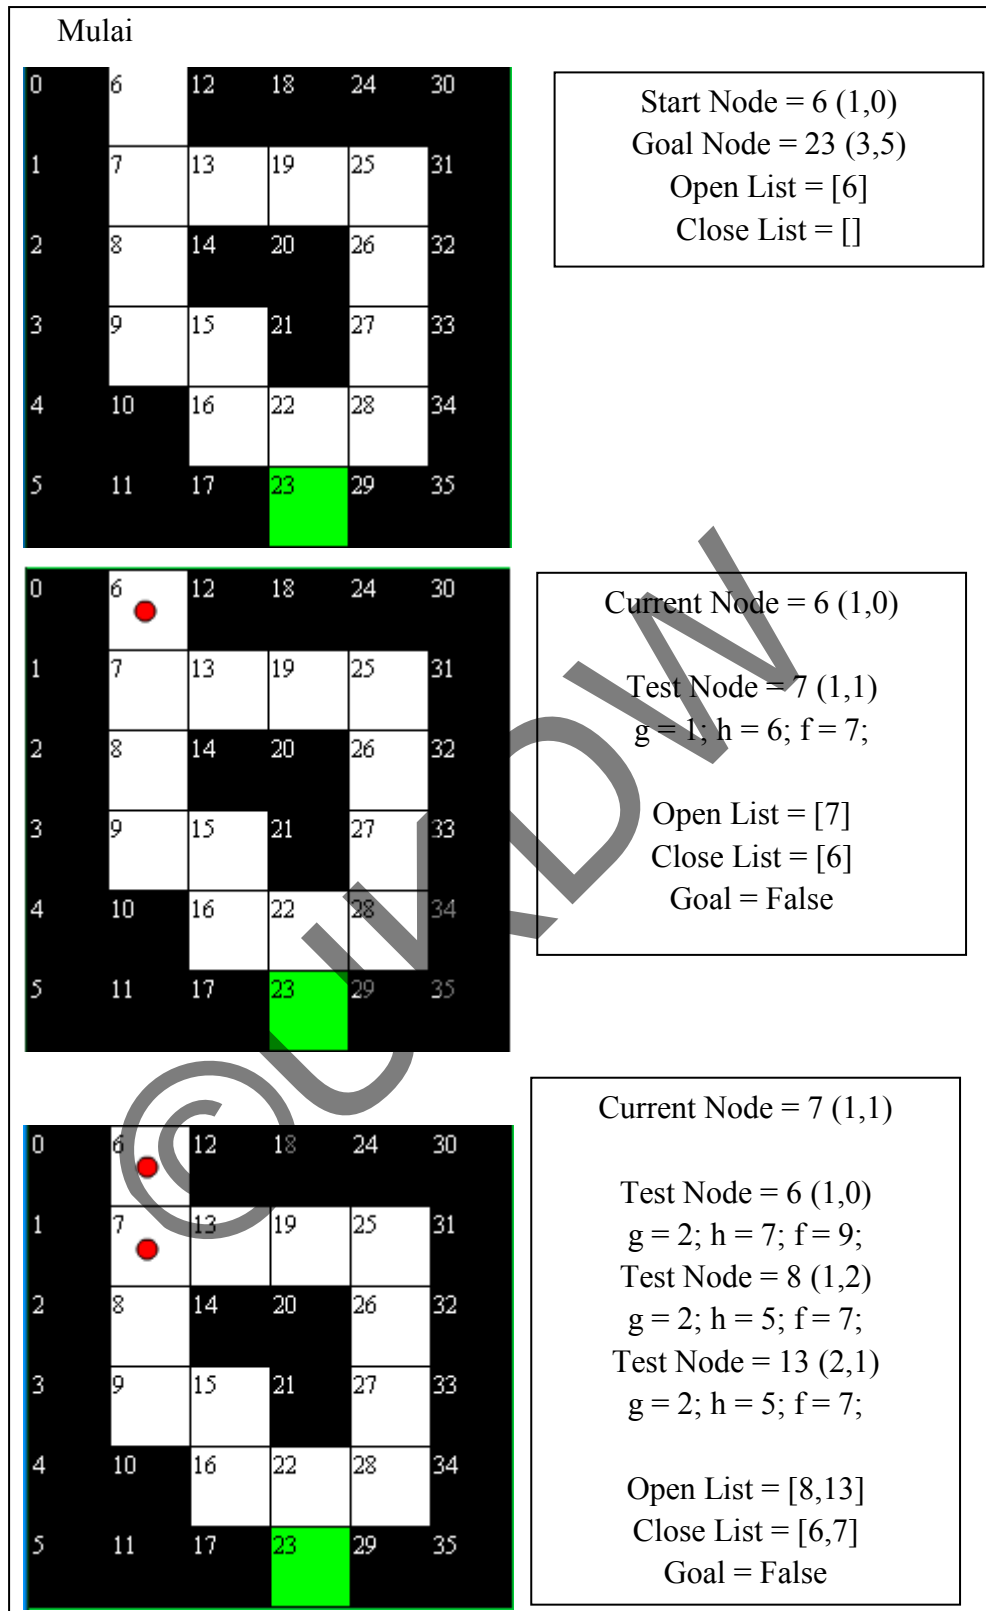 Mulai
0 6 12 18 24 30
1 7 13 19 25 31
2 8 14 20 26 32
3 9 15 21 27 33
4 10 16 22 28 34
5 11 17 23 29 35
Start Node = 6 (1,0)
Goal Node = 23 (3,5)
Open List = [6]
Close List = []
0 6 12 18 24 30
1 7 13 19 25 31
2 8 14 20 26 32
3 9 15 21 27 33
4 10 16 22 28 34
5 11 17 23 29 35
Current Node = 6 (1,0)
Test Node = 7 (1,1)
g = 1; h = 6; f = 7;
Open List = [7]
Close List = [6]
Goal = False
0 6 12 18 24 30
1 7 13 19 25 31
2 8 14 20 26 32
3 9 15 21 27 33
4 10 16 22 28 34
5 11 17 23 29 35
Current Node = 7 (1,1)
Test Node = 6 (1,0)
g = 2; h = 7; f = 9;
Test Node = 8 (1,2)
g = 2; h = 5; f = 7;
Test Node = 13 (2,1)
g = 2; h = 5; f = 7;
Open List = [8,13]
Close List = [6,7]
Goal = False
©UKDW